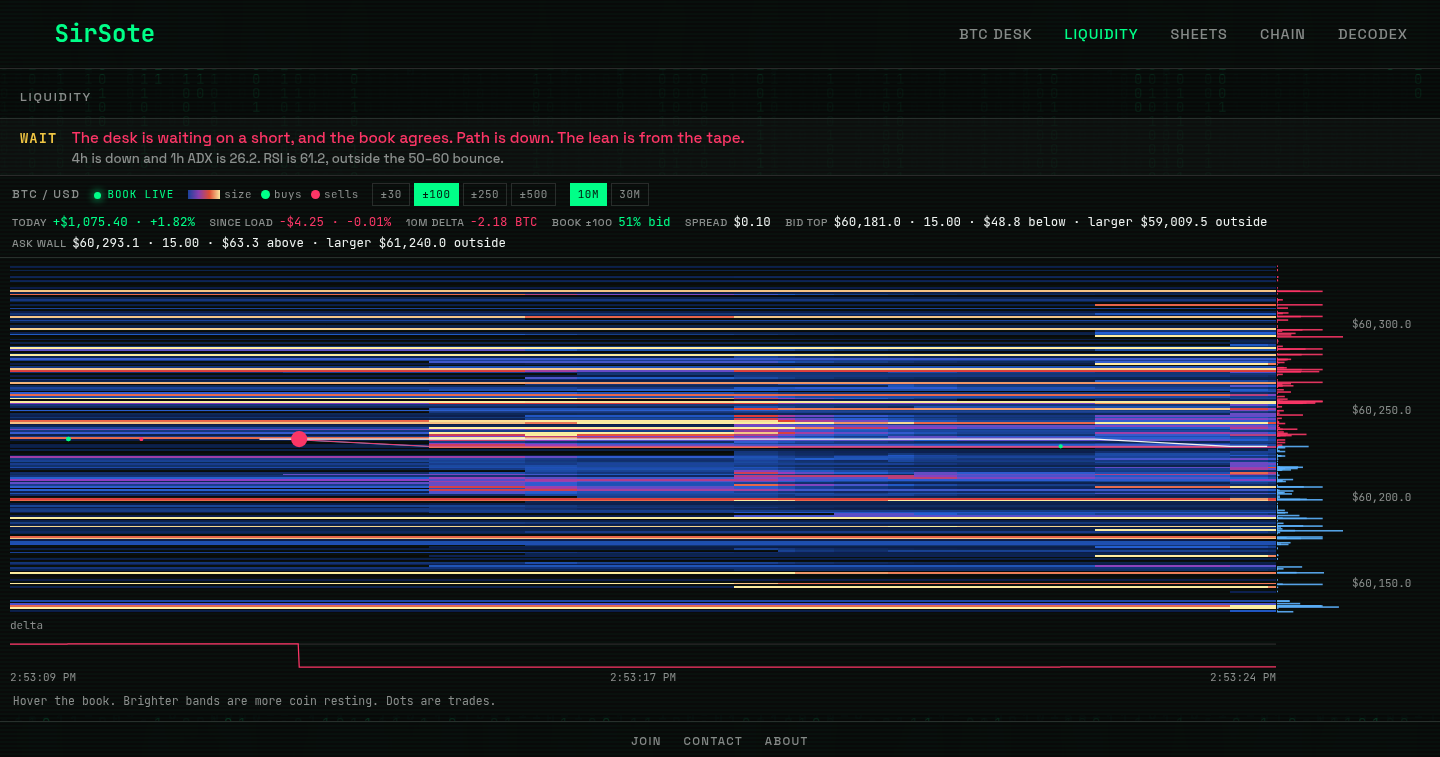 SirSote
BTC DESK LIQUIDITY SHEETS CHAIN DECODEX
LIQUIDITY
WAIT The desk is waiting on a short, and the book agrees. Path is down. The lean is from the tape.
4h is down and 1h ADX is 26.2. RSI is 61.2, outside the 50–60 bounce.
BTC / USD BOOK LIVE size buys sells ±30 ±100 ±250 ±500 10M 30M
TODAY +$1,075.40 · +1.82% SINCE LOAD -$4.25 · -0.01% 10M DELTA -2.18 BTC BOOK ±100 51% bid SPREAD $0.10 BID TOP $60,181.0 · 15.00 · $48.8 below · larger $59,009.5 outside
ASK WALL $60,293.1 · 15.00 · $63.3 above · larger $61,240.0 outside
$60,300.0
$60,250.0
$60,200.0
$60,150.0
delta
2:53:09 PM 2:53:17 PM 2:53:24 PM
Hover the book. Brighter bands are more coin resting. Dots are trades.
JOIN CONTACT ABOUT